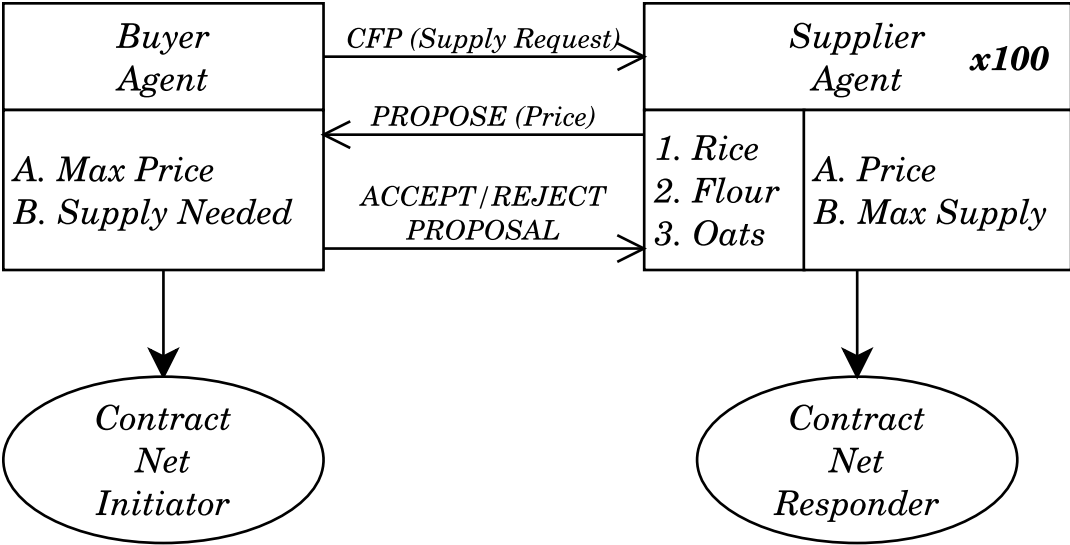 Buyer
Agent
CFP (Supply Request)
Supplier
Agent
x100
A. Max Price
B. Supply Needed
PROPOSE (Price)
ACCEPT/REJECT
PROPOSAL
1. Rice
2. Flour
3. Oats
A. Price
B. Max Supply
Contract
Net
Initiator
Contract
Net
Responder